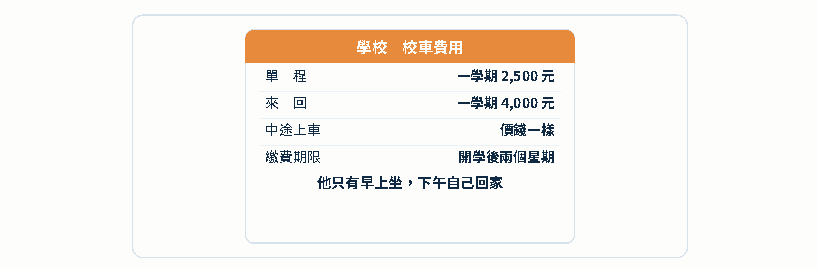 學校　校車費用
單　程　一學期 2,500 元
來　回　一學期 4,000 元
中途上車　價錢一樣
繳費期限　開學後兩個星期
他只有早上坐，下午自己回家